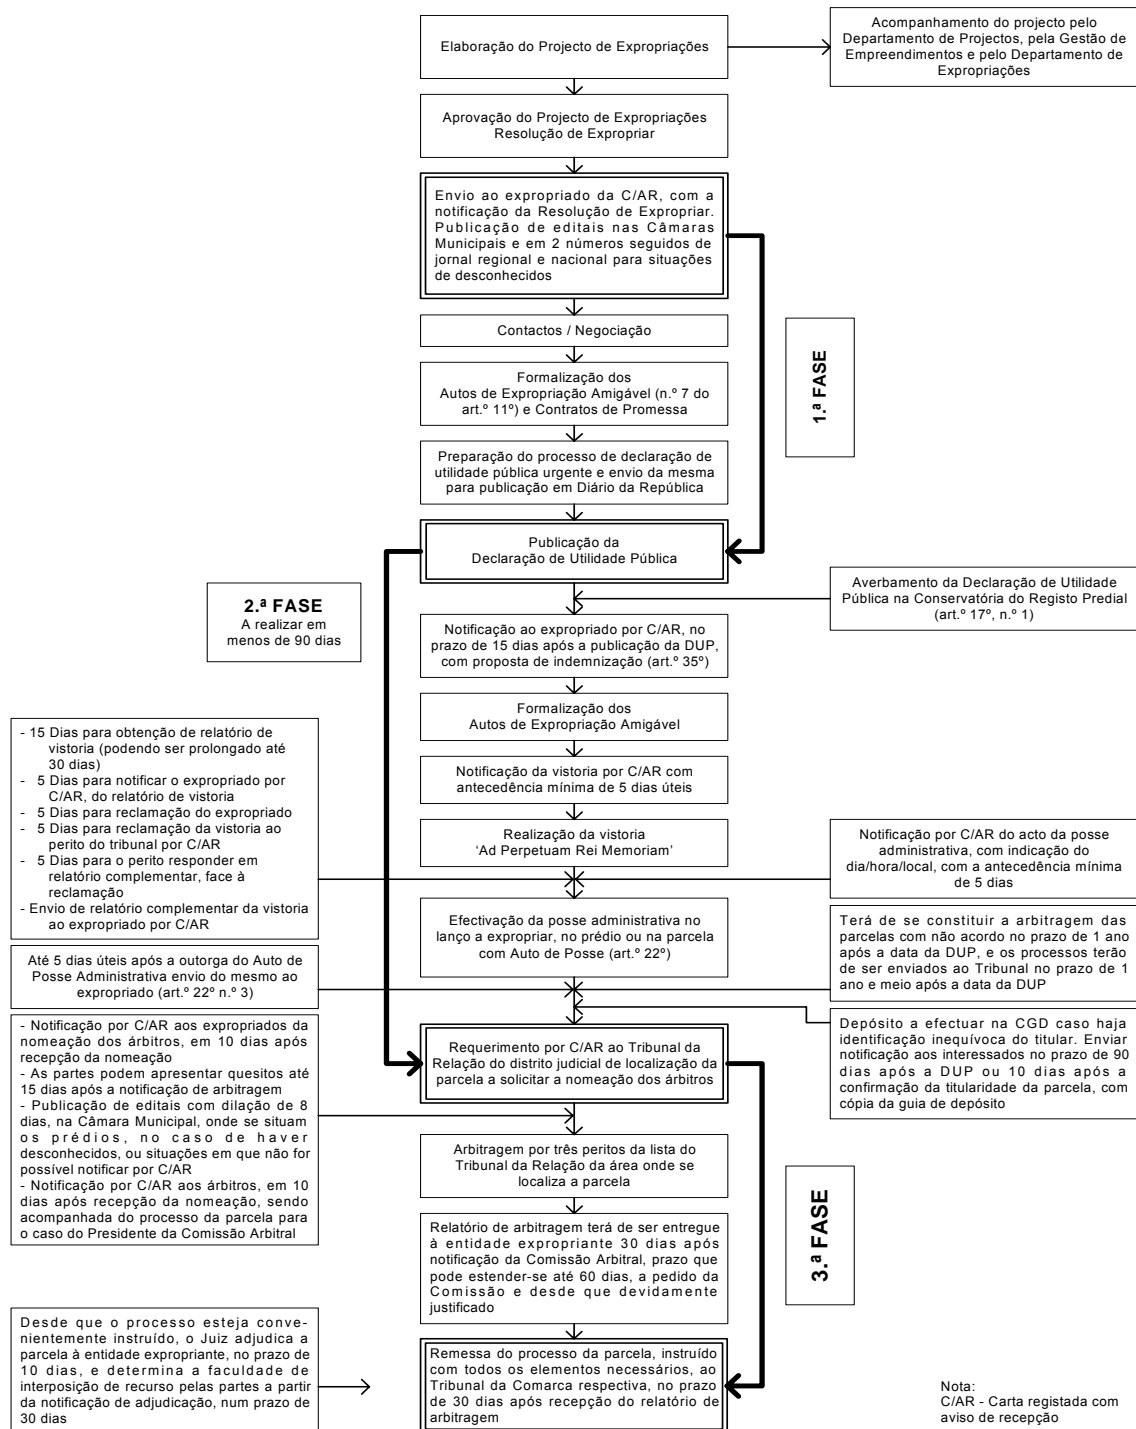 Elaboração do Projecto de Expropriações
Acompanhamento do projecto pelo
Departamento de Projectos, pela Gestão de
Empreendimentos e pelo Departamento de
Expropriações
Aprovação do Projecto de Expropriações
Resolução de Expropriar
Envio ao expropriado da C/AR, com a
notificação da Resolução de Expropriar.
Publicação de editais nas Câmaras
Municipais e em 2 números seguidos de
jornal regional e nacional para situações
de desconhecidos
Contactos / Negociação
1.ª FASE
Formalização dos
Autos de Expropriação Amigável (n.º 7 do
art.º 11º) e Contratos de Promessa
Preparação do processo de declaração de
utilidade pública urgente e envio da mesma
para publicação em Diário da República
Publicação da
Declaração de Utilidade Pública
2.ª FASE
A realizar em
menos de 90 dias
Averbamento da Declaração de Utilidade
Pública na Conservatória do Registo Predial
(art.º 17º, n.º 1)
Notificação ao expropriado por C/AR, no
prazo de 15 dias após a publicação da DUP,
com proposta de indemnização (art.º 35º)
Formalização dos
Autos de Expropriação Amigável
Notificação da vistoria por C/AR com
antecedência mínima de 5 dias úteis
Realização da vistoria
‘Ad Perpetuam Rei Memoriam’
- 15 Dias para obtenção de relatório de
vistoria (podendo ser prolongado até
30 dias)
- 5 Dias para notificar o expropriado por
C/AR, do relatório de vistoria
- 5 Dias para reclamação do expropriado
- 5 Dias para reclamação da vistoria ao
perito do tribunal por C/AR
- 5 Dias para o perito responder em
relatório complementar, face à
reclamação
- Envio de relatório complementar da vistoria
ao expropriado por C/AR
Notificação por C/AR do acto da posse
administrativa, com indicação do
dia/hora/local, com a antecedência mínima
de 5 dias
Efectivação da posse administrativa no
lanço a expropriar, no prédio ou na parcela
com Auto de Posse (art.º 22º)
Terá de se constituir a arbitragem das
parcelas com não acordo no prazo de 1 ano
após a data da DUP, e os processos terão
de ser enviados ao Tribunal no prazo de 1
ano e meio após a data da DUP
Até 5 dias úteis após a outorga do Auto de
Posse Administrativa envio do mesmo ao
expropriado (art.º 22º n.º 3)
Depósito a efectuar na CGD caso haja
identificação inequívoca do titular. Enviar
notificação aos interessados no prazo de 90
dias após a DUP ou 10 dias após a
confirmação da titularidade da parcela, com
cópia da guia de depósito
Requerimento por C/AR ao Tribunal da
Relação do distrito judicial de localização da
parcela a solicitar a nomeação dos árbitros
- Notificação por C/AR aos expropriados da
nomeação dos árbitros, em 10 dias após
recepção da nomeação
- As partes podem apresentar quesitos até
15 dias após a notificação de arbitragem
- Publicação de editais com dilação de 8
dias, na Câmara Municipal, onde se situam
os prédios, no caso de haver
desconhecidos, ou situações em que não for
possível notificar por C/AR
- Notificação por C/AR aos árbitros, em 10
dias após recepção da nomeação, sendo
acompanhada do processo da parcela para
o caso do Presidente da Comissão Arbitral
Arbitragem por três peritos da lista do
Tribunal da Relação da área onde se
localiza a parcela
3.ª FASE
Relatório de arbitragem terá de ser entregue
à entidade expropriante 30 dias após
notificação da Comissão Arbitral, prazo que
pode estender-se até 60 dias, a pedido da
Comissão e desde que devidamente
justificado
Desde que o processo esteja conve-
nientemente instruído, o Juiz adjudica a
parcela à entidade expropriante, no prazo de
10 dias, e determina a faculdade de
interposição de recurso pelas partes a partir
da notificação de adjudicação, num prazo de
30 dias
Remessa do processo da parcela, instruído
com todos os elementos necessários, ao
Tribunal da Comarca respectiva, no prazo
de 30 dias após recepção do relatório de
arbitragem
Nota:
C/AR - Carta registada com
aviso de recepção